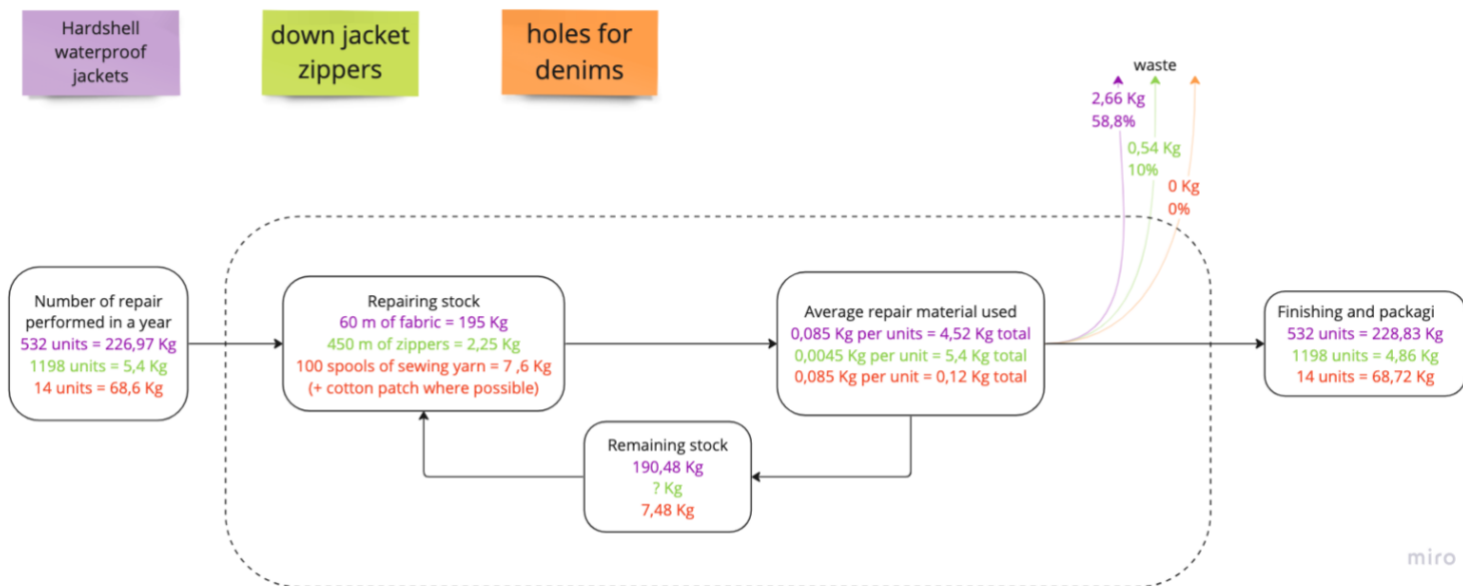 Hardshell
waterproof
jackets
down jacket
zippers
holes for
denims
waste
2,66 Kg
58,8%
0,54 Kg
10%
0 Kg
0%
Number of repair
performed in a year
532 units = 226,97 Kg
1198 units = 5,4 Kg
14 units = 68,6 Kg
Repairing stock
60 m of fabric = 195 Kg
450 m of zippers = 2,25 Kg
100 spools of sewing yarn = 7 ,6 Kg
(+ cotton patch where possible)
Average repair material used
0,085 Kg per units = 4,52 Kg total
0,0045 Kg per unit = 5,4 Kg total
0,085 Kg per unit = 0,12 Kg total
Finishing and packagi
532 units = 228,83 Kg
1198 units = 4,86 Kg
14 units = 68,72 Kg
Remaining stock
190,48 Kg
? Kg
7,48 Kg
miro